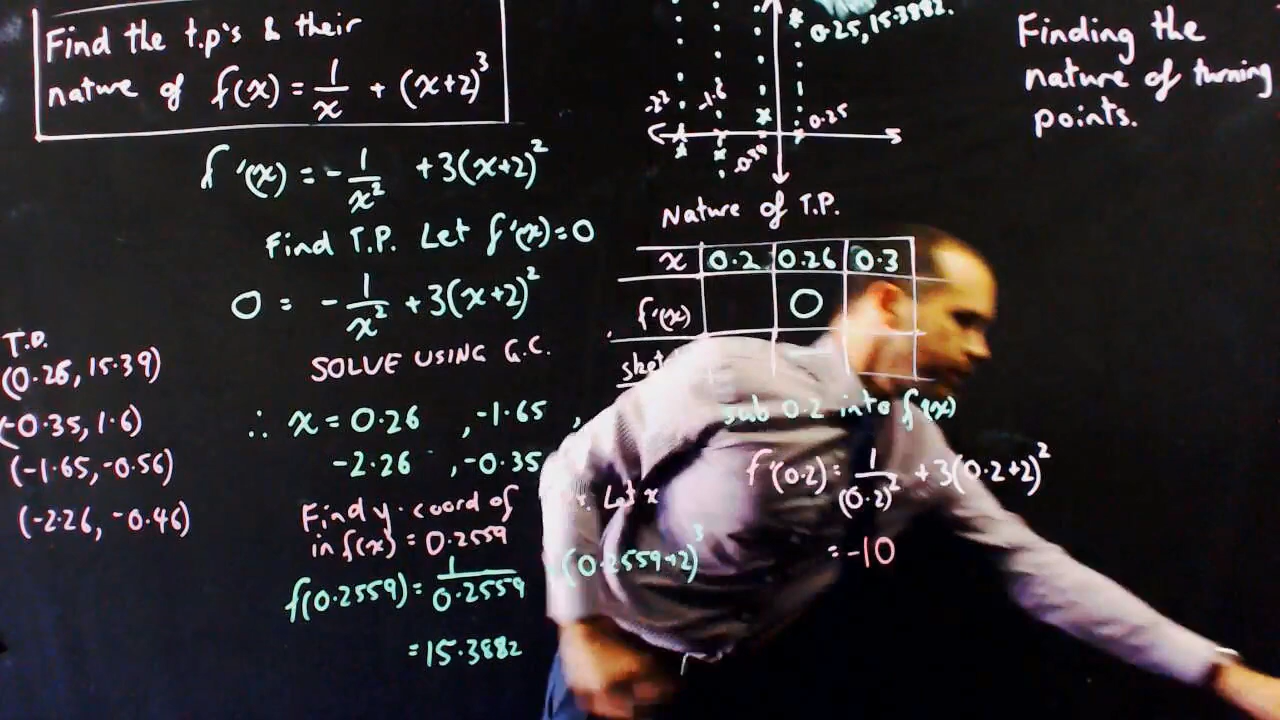 Find the t.p's & their
nature of f(x) = 1/x + (x+2)^3
f'(x) = - 1/x^2 + 3(x+2)^2
Find T.P. Let f'(x) = 0
0 = - 1/x^2 + 3(x+2)^2
SOLVE USING G.C.
∴ x = 0.26 , -1.65 ,
-2.26 , -0.35
Find y-coord of
in f(x) = 0.2559
f(0.2559) = 1/0.2559 (0.2559+2)^3
= 15.3882
T.P.
(0.26, 15.39)
(-0.35, 1.6)
(-1.65, -0.56)
(-2.26, -0.46)
0.25, 15.3882.
-1.6
0.25
Nature of T.P.
x 0.2 0.26 0.3
f'(x) 0
sket
sub 0.2 into f'(x)
Let x
f'(0.2) = 1/(0.2)^2 + 3(0.2+2)^2
= -10
Finding the
nature of turning
points.